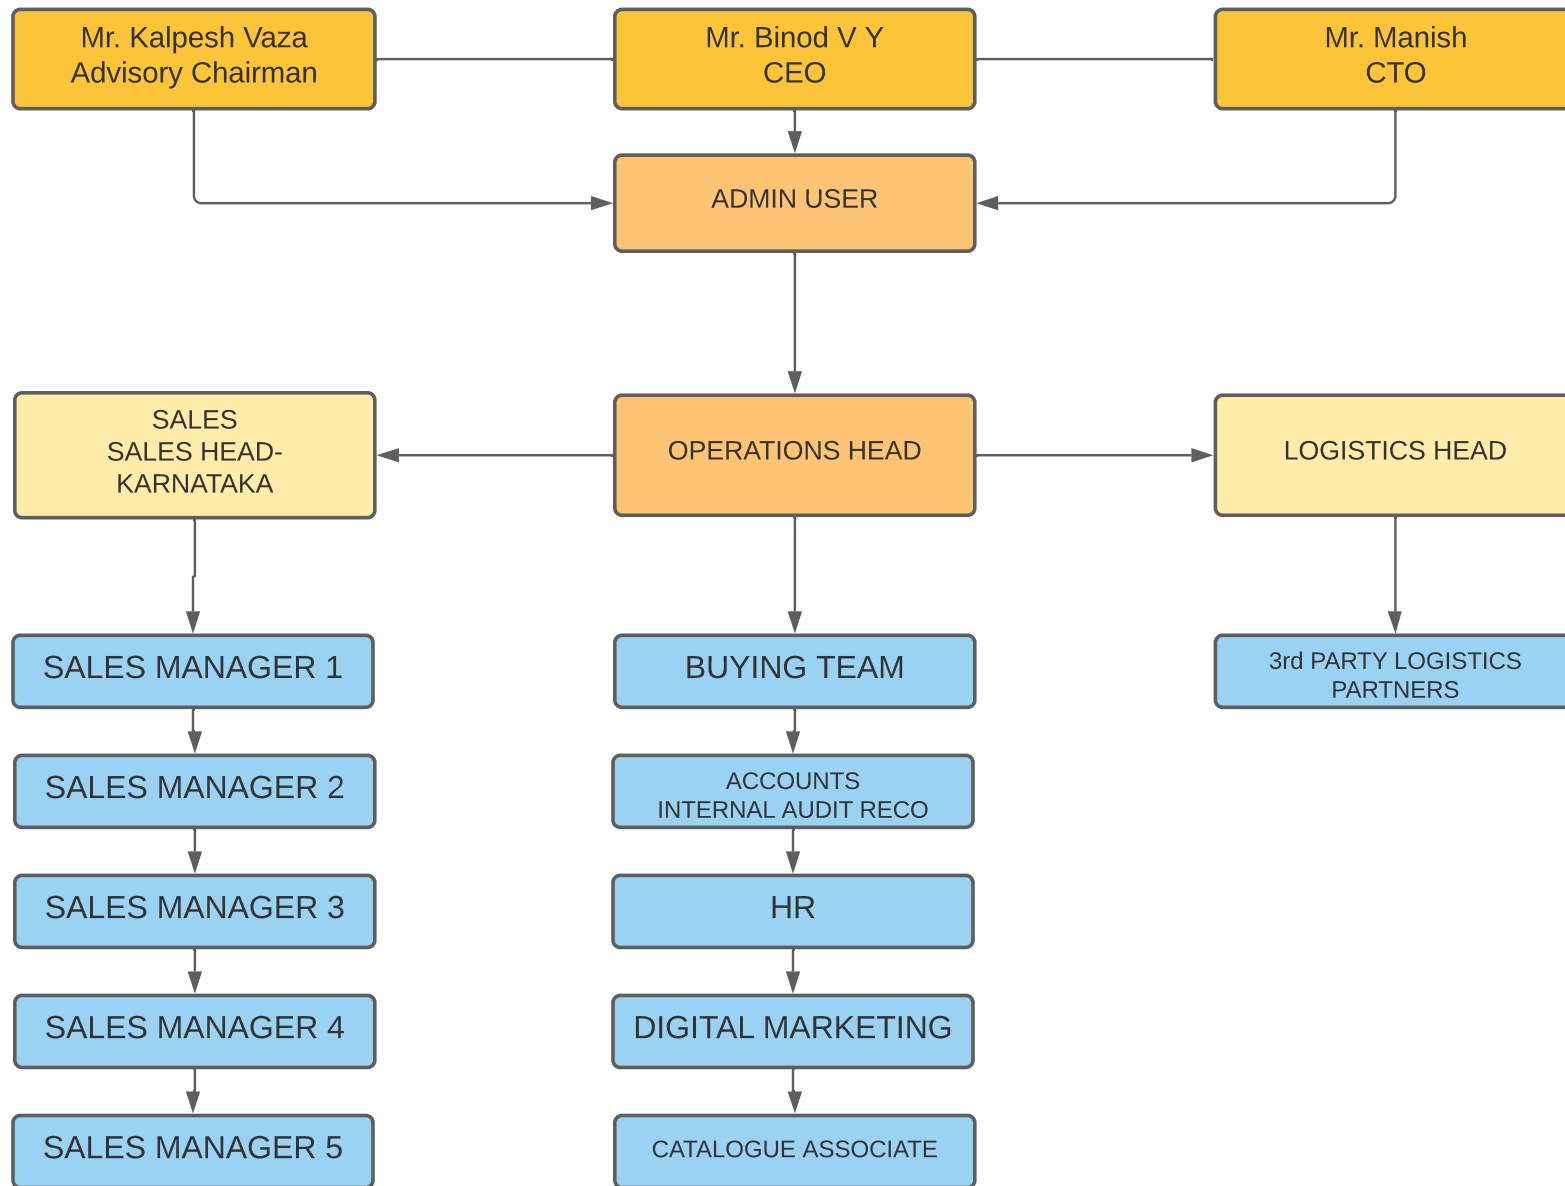 Mr. Kalpesh Vaza
Advisory Chairman
Mr. Binod V Y
CEO
Mr. Manish
CTO
ADMIN USER
SALES
SALES HEAD-
KARNATAKA
OPERATIONS HEAD
LOGISTICS HEAD
SALES MANAGER 1
BUYING TEAM
3rd PARTY LOGISTICS
PARTNERS
SALES MANAGER 2
ACCOUNTS
INTERNAL AUDIT RECO
SALES MANAGER 3
HR
SALES MANAGER 4
DIGITAL MARKETING
SALES MANAGER 5
CATALOGUE ASSOCIATE